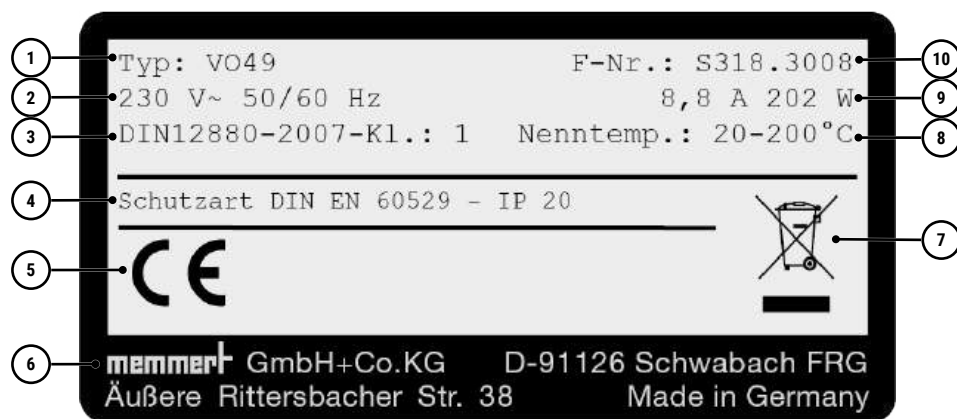 1 Typ: VO49 F-Nr.: S318.3008 10
2 230 V~ 50/60 Hz 8,8 A 202 W 9
3 DIN12880-2007-Kl.: 1 Nenntemp.: 20-200°C 8
4 Schutzart DIN EN 60529 - IP 20
5 CE 7
6 memmert GmbH+Co.KG D-91126 Schwabach FRG
Äußere Rittersbacher Str. 38 Made in Germany